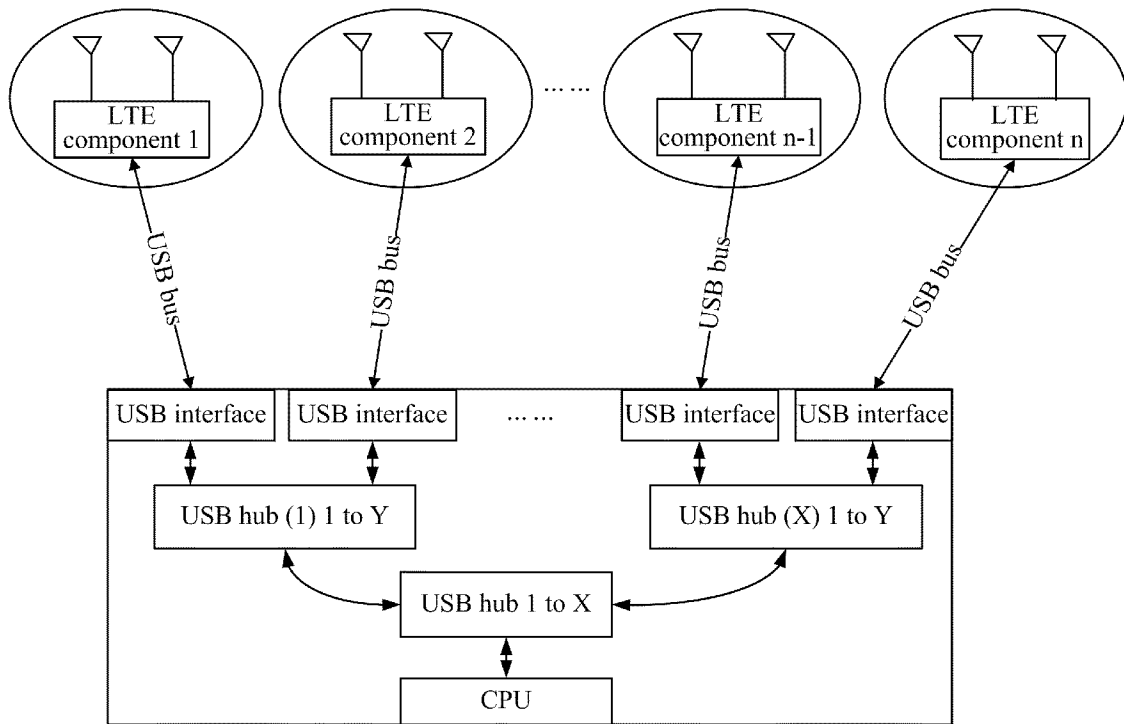 LTE
component 1
LTE
component 2
... ...
LTE
component n-1
LTE
component n
USB bus
USB bus
USB bus
USB bus
USB interface
USB interface
... ...
USB interface
USB interface
USB hub (1) 1 to Y
USB hub (X) 1 to Y
USB hub 1 to X
CPU